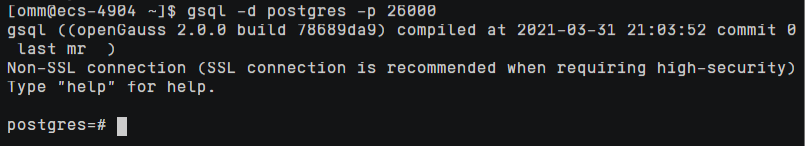 [omm@ecs-4904 ~]$ gsql -d postgres -p 26000
gsql ((openGauss 2.0.0 build 78689da9) compiled at 2021-03-31 21:03:52 commit 0
 last mr  )
Non-SSL connection (SSL connection is recommended when requiring high-security)
Type "help" for help.

postgres=#